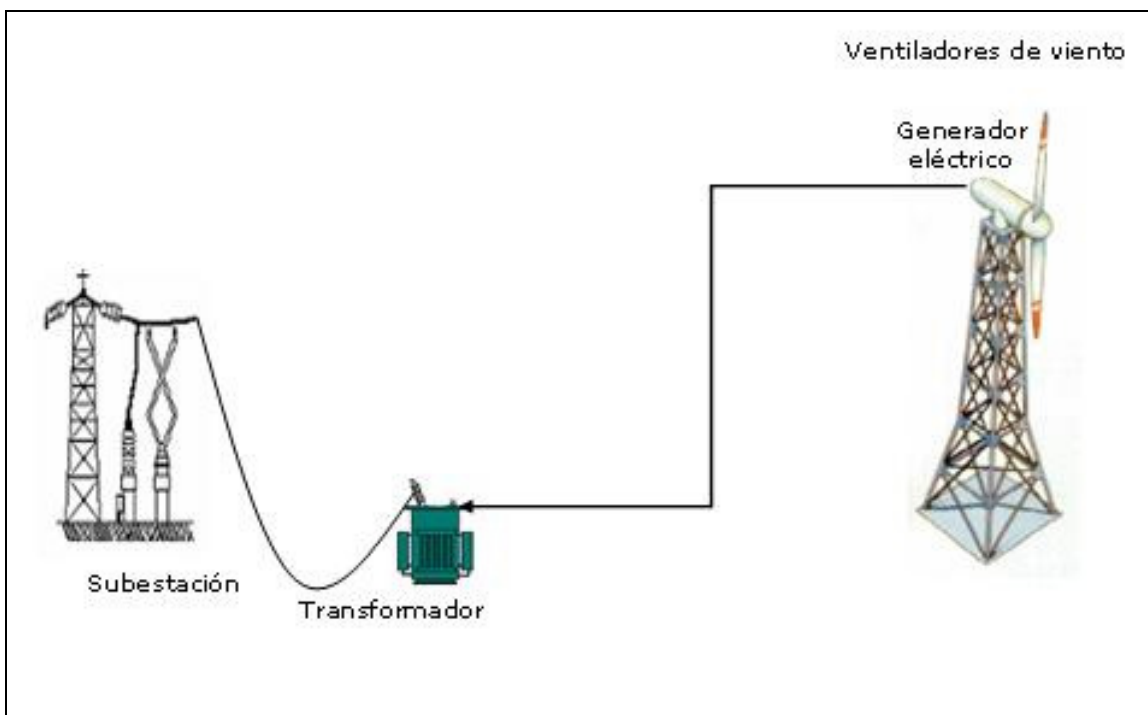 Ventiladores de viento
Generador
eléctrico
Subestación
Transformador